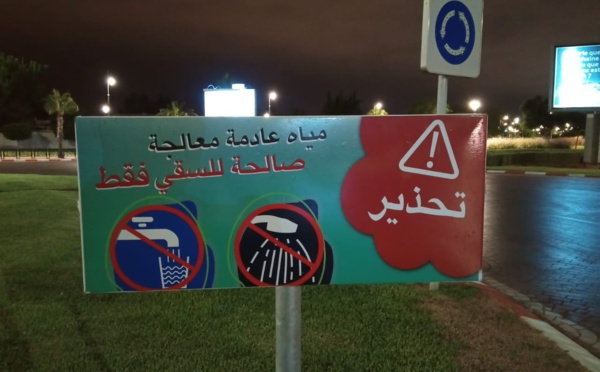 مياه عادمة معالجة
صالحة للسقي فقط
تحذير